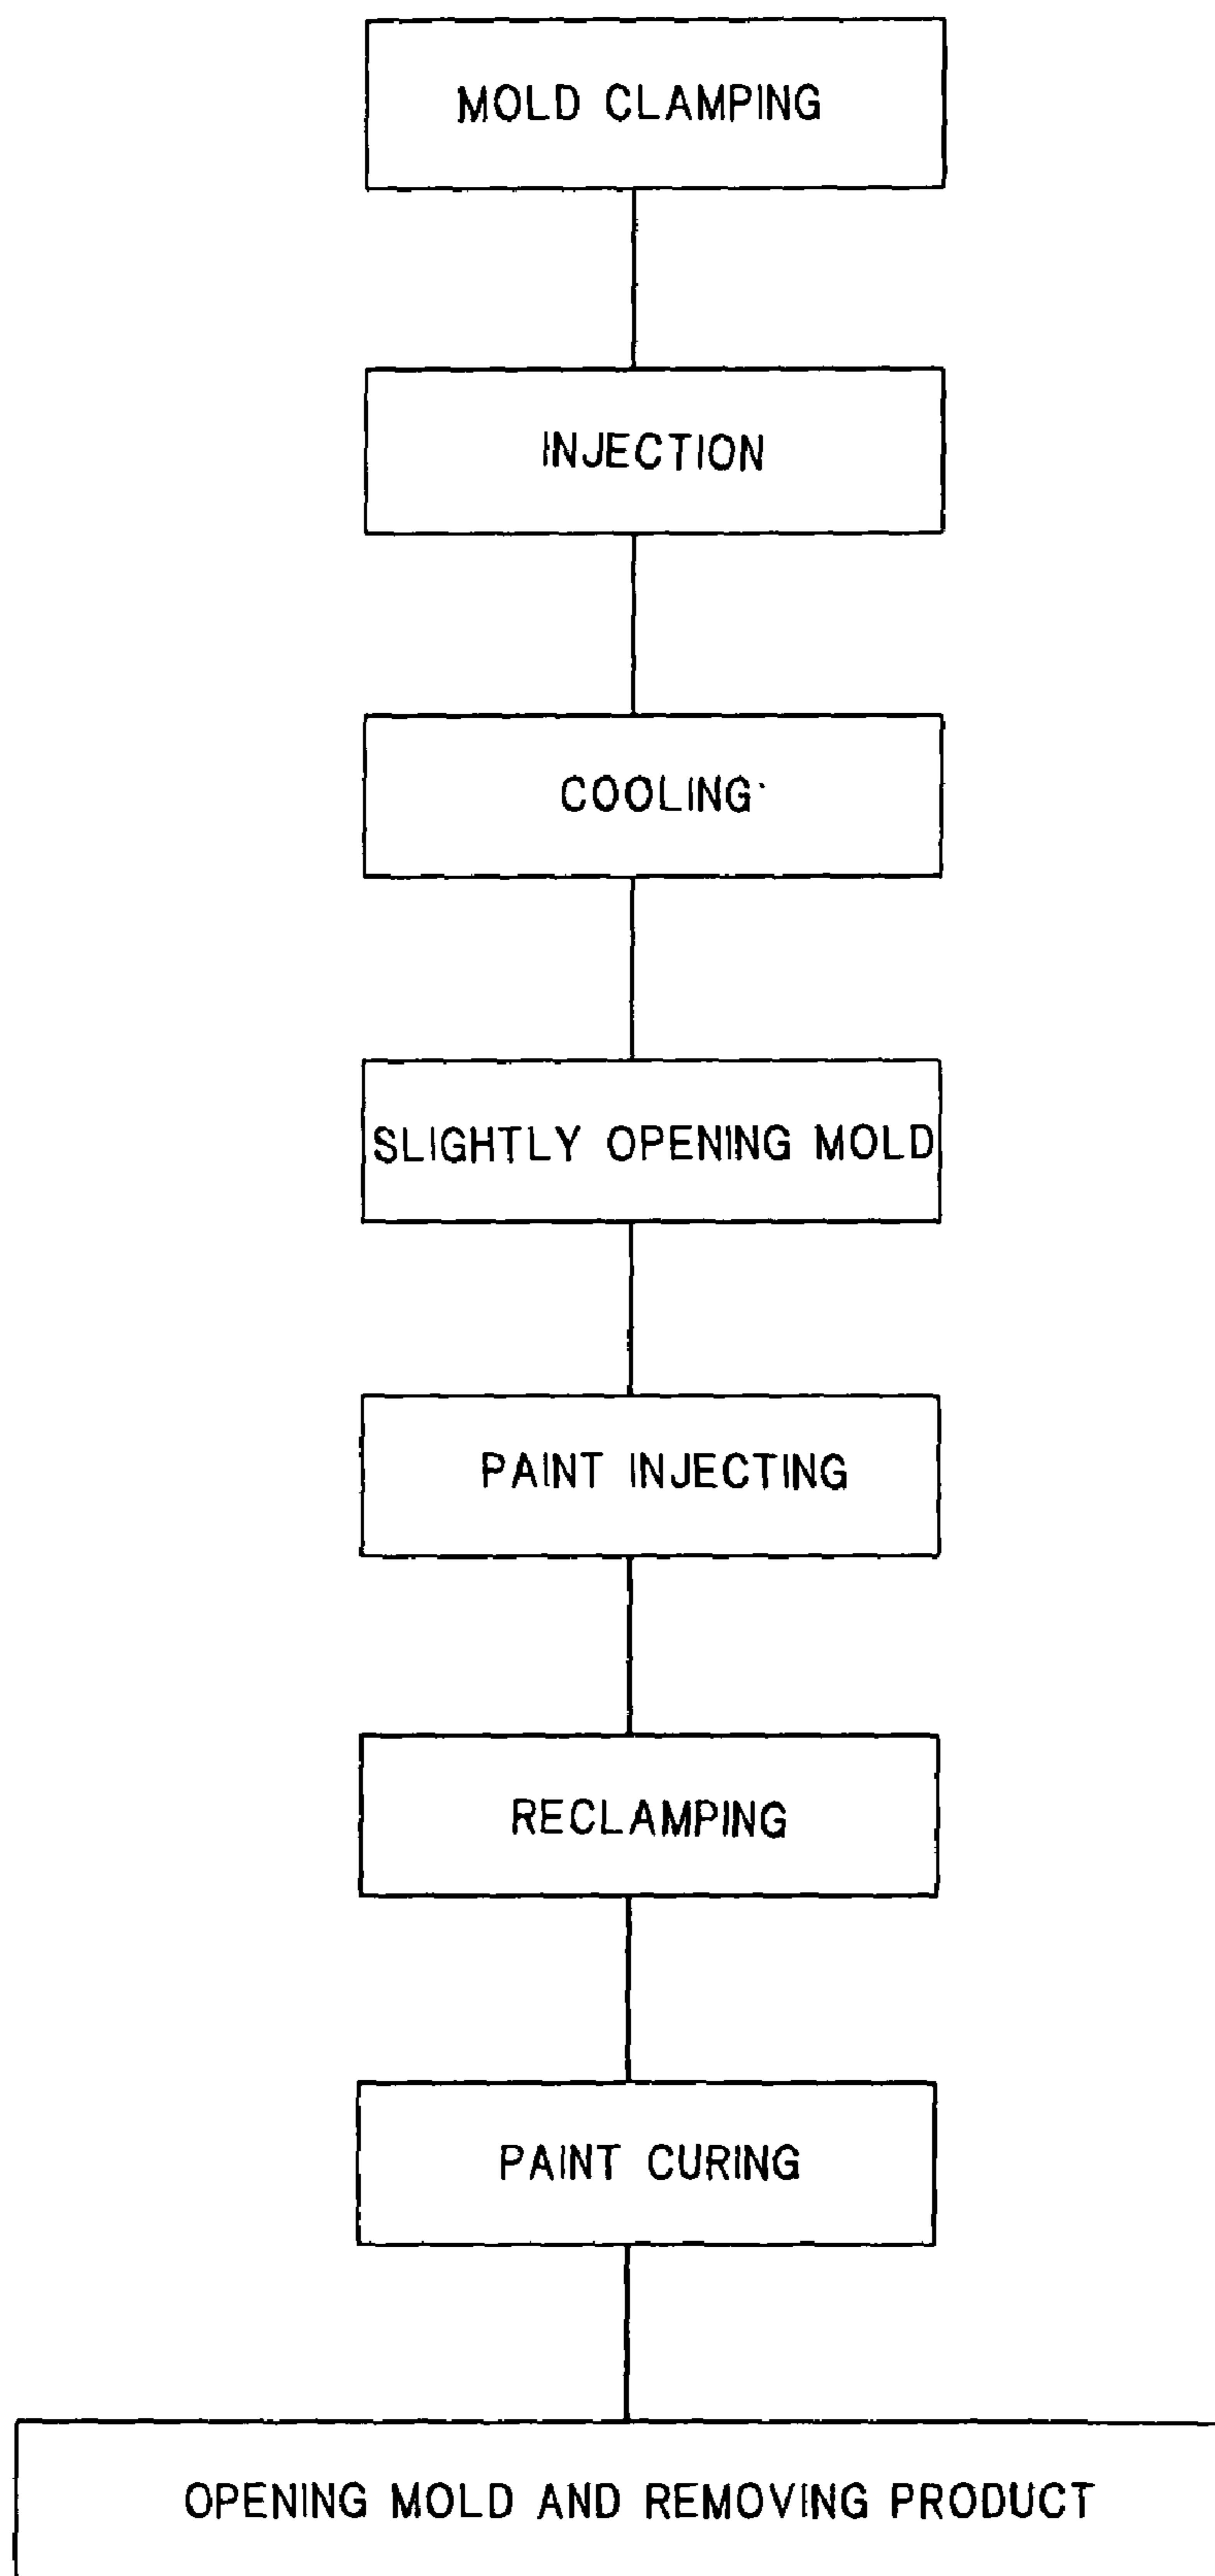 MOLD CLAMPING
INJECTION
COOLING
SLIGHTLY OPENING MOLD
PAINT INJECTING
RECLAMPING
PAINT CURING
OPENING MOLD AND REMOVING PRODUCT